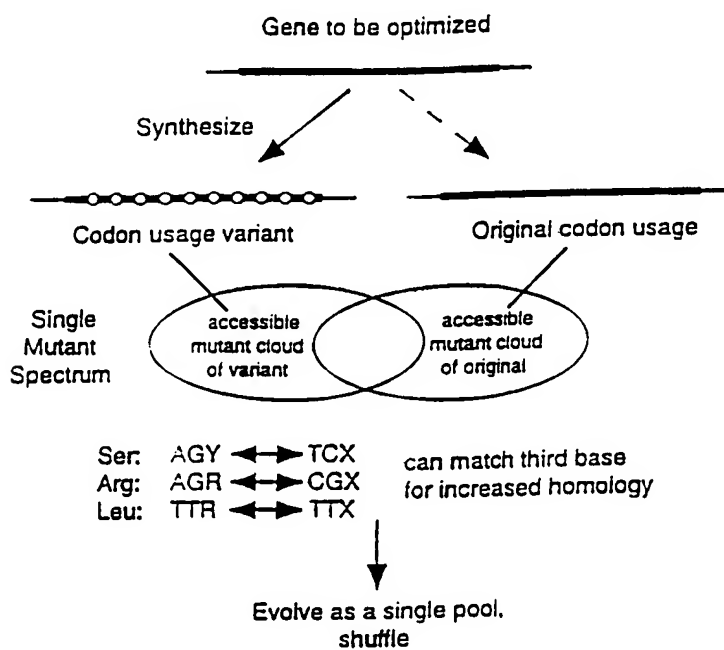 Gene to be optimized
Synthesize
Codon usage variant
Original codon usage
Single
Mutant
Spectrum
accessible
mutant cloud
of variant
accessible
mutant cloud
of original
Ser: AGY TCX
Arg: AGR CGX
Leu: TTR TTX
can match third base
for increased homology
Evolve as a single pool,
shuffle